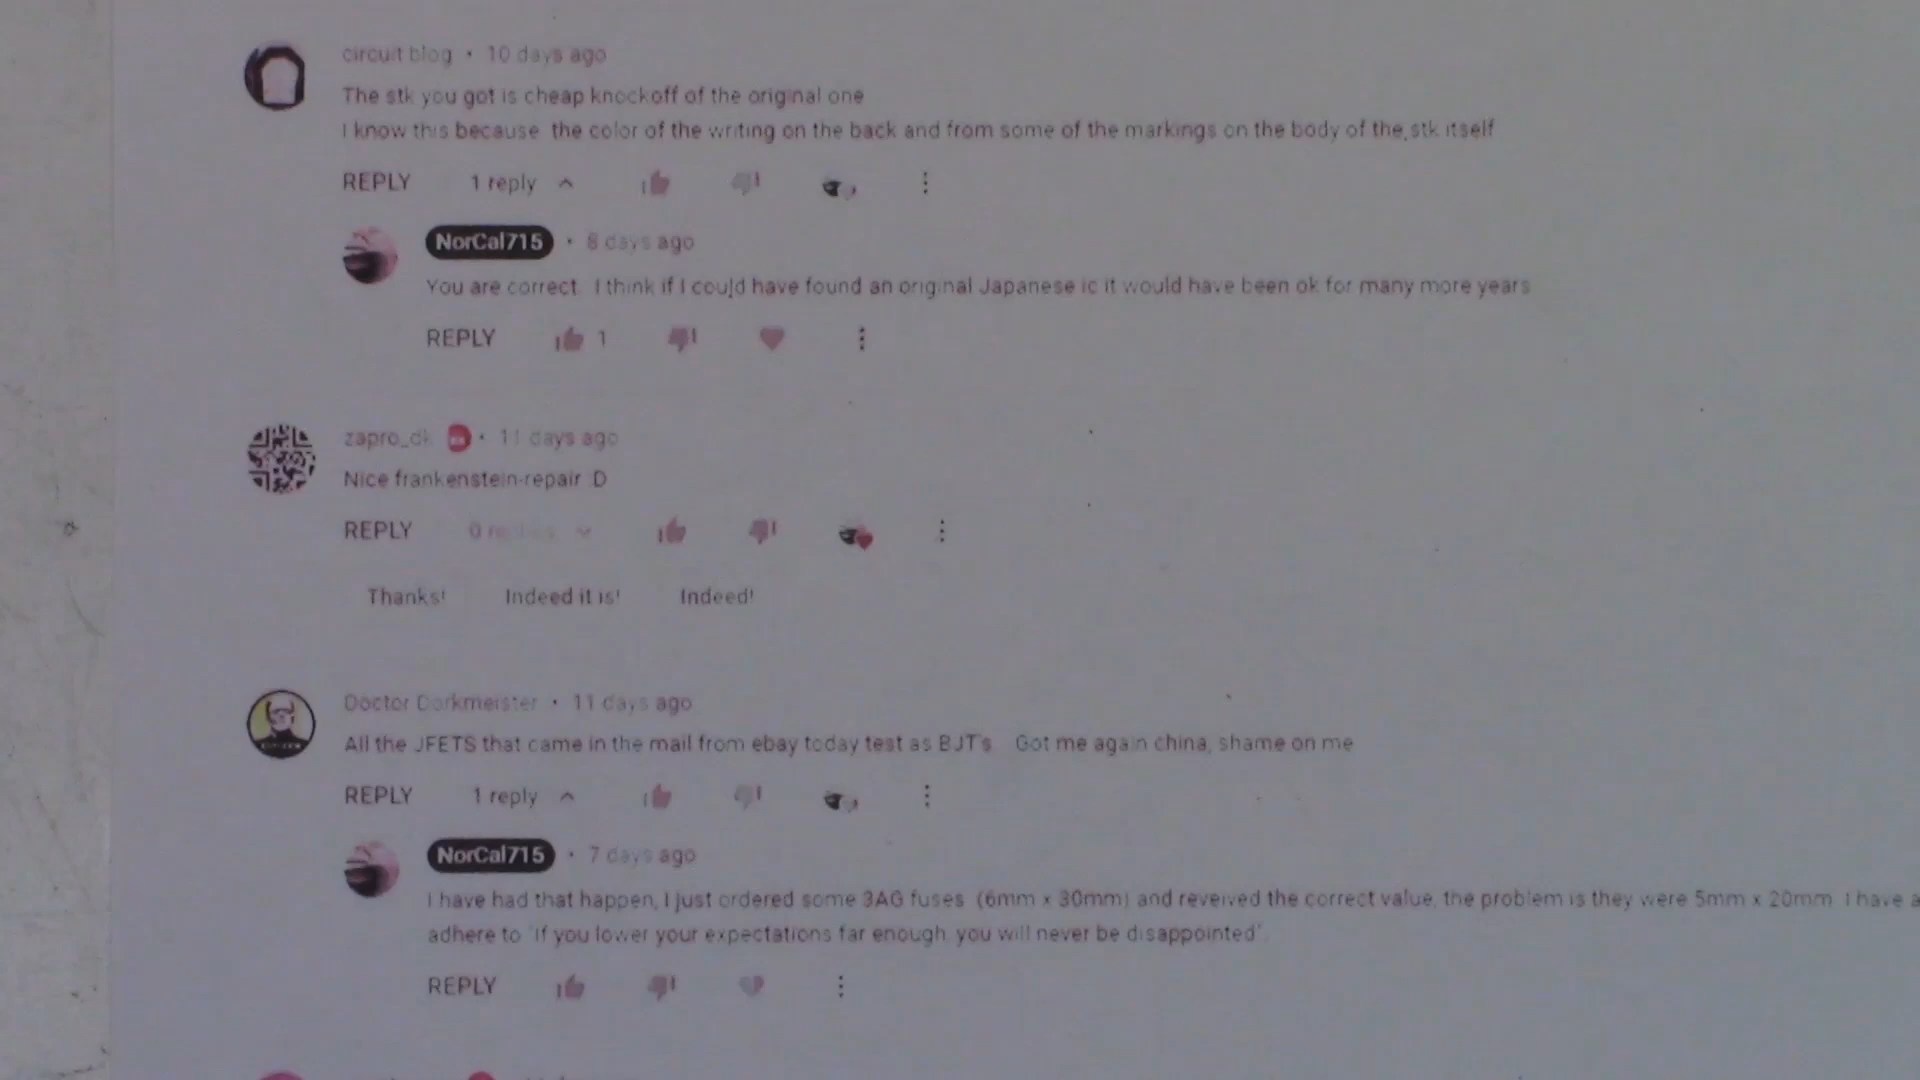 circuit blog • 10 days ago
The stk you got is cheap knockoff of the original one
I know this because the color of the writing on the back and from some of the markings on the body of the, stk itself
REPLY 1 reply
NorCal715 • 8 days ago
You are correct. I think if I could have found an original Japanese ic it would have been ok for many more years
REPLY 1
zapro_dk • 11 days ago
Nice frankenstein-repair :D
REPLY 0 replies
Thanks! Indeed it is! Indeed!
Doctor Dorkmeister • 11 days ago
All the JFETS that came in the mail from ebay today test as BJT's. Got me again china, shame on me
REPLY 1 reply
NorCal715 • 7 days ago
I have had that happen, I just ordered some 3AG fuses (6mm x 30mm) and reveived the correct value, the problem is they were 5mm x 20mm. I have a
adhere to "if you lower your expectations far enough, you will never be disappointed".
REPLY